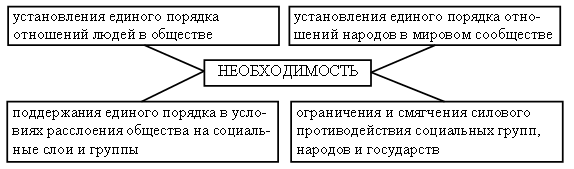 установления единого порядка
отношений людей в обществе
установления единого порядка отно-
шений народов в мировом сообществе
НЕОБХОДИМОСТЬ
поддержания единого порядка в усло-
виях расслоения общества на социаль-
ные слои и группы
ограничения и смягчения силового
противодействия социальных групп,
народов и государств